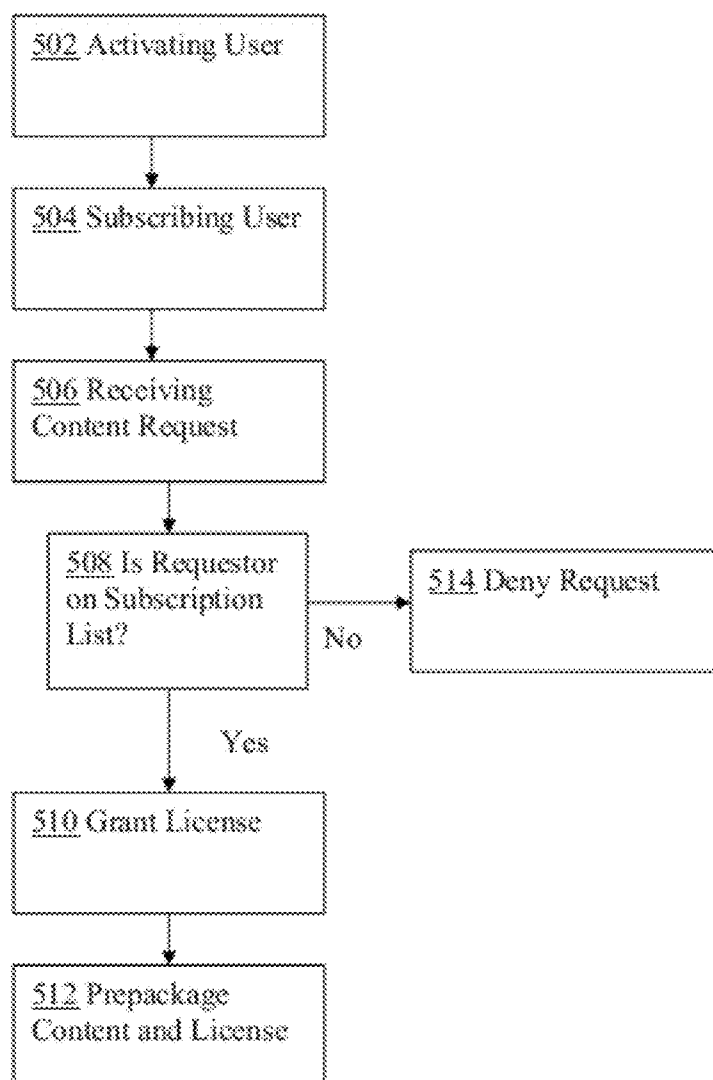 502 Activating User
504 Subscribing User
506 Receiving
Content Request
508 Is Requestor
on Subscription
List?
514 Deny Request
No
Yes
510 Grant License
512 Prepackage
Content and License